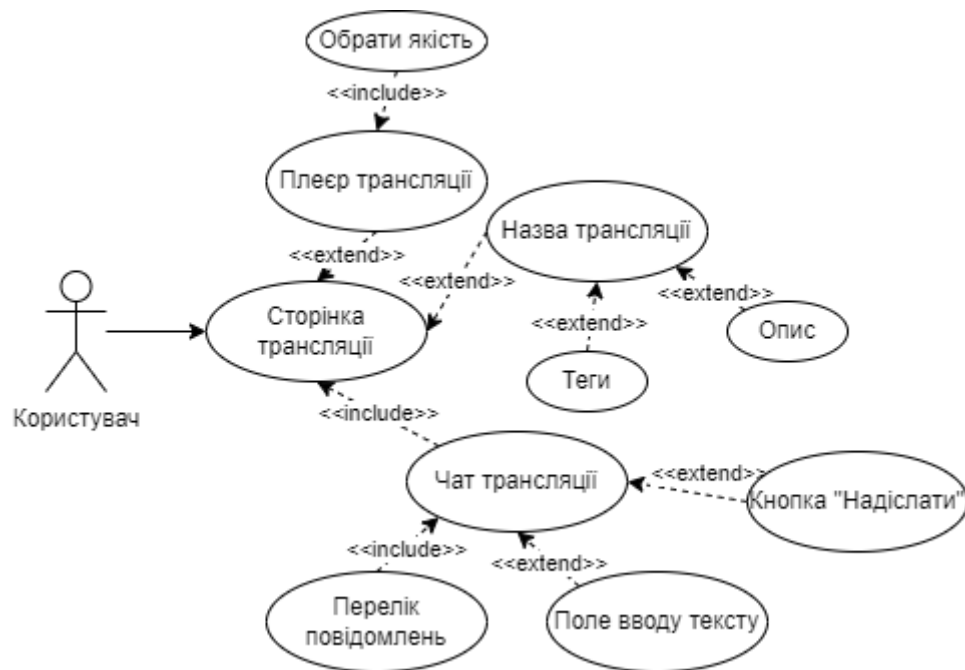 Обрати якість
<<include>>
Плеєр трансляції
Назва трансляції
<<extend>>
<<extend>>
<<extend>>
Сторінка
трансляції
<<extend>>
Опис
Теги
Користувач
<<include>>
Чат трансляції
<<extend>>
Кнопка "Надіслати"
<<include>>
<<extend>>
Перелік
повідомлень
Поле вводу тексту